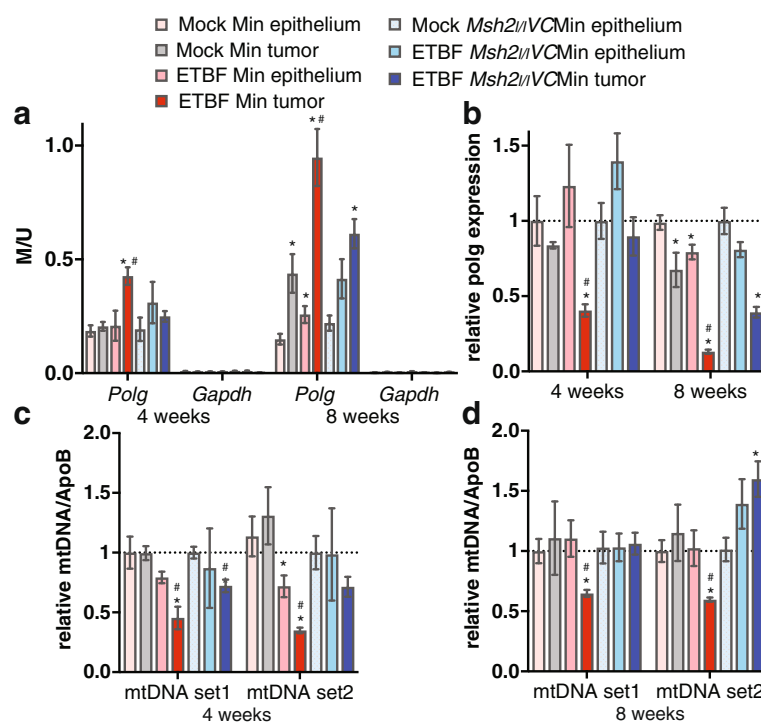 Mock Min epithelium
Mock Min tumor
ETBF Min epithelium
ETBF Min tumor
Mock Msh2l/lVCMin epithelium
ETBF Msh2l/lVCMin epithelium
ETBF Msh2l/lVCMin tumor
a
M/U
1.0
0.5
0.0
* #
* # * * *
Polg Gapdh Polg Gapdh
4 weeks 8 weeks
b
relative polg expression
1.5
1
0.5
0
#
* * * #
* *
4 weeks 8 weeks
c
relative mtDNA/ApoB
2.0
1.5
1
0.5
0.0
#
* # * #
*
mtDNA set1 mtDNA set2
4 weeks
d
relative mtDNA/ApoB
2.0
1.5
1
0.5
0.0
#
* #
* *
mtDNA set1 mtDNA set2
8 weeks